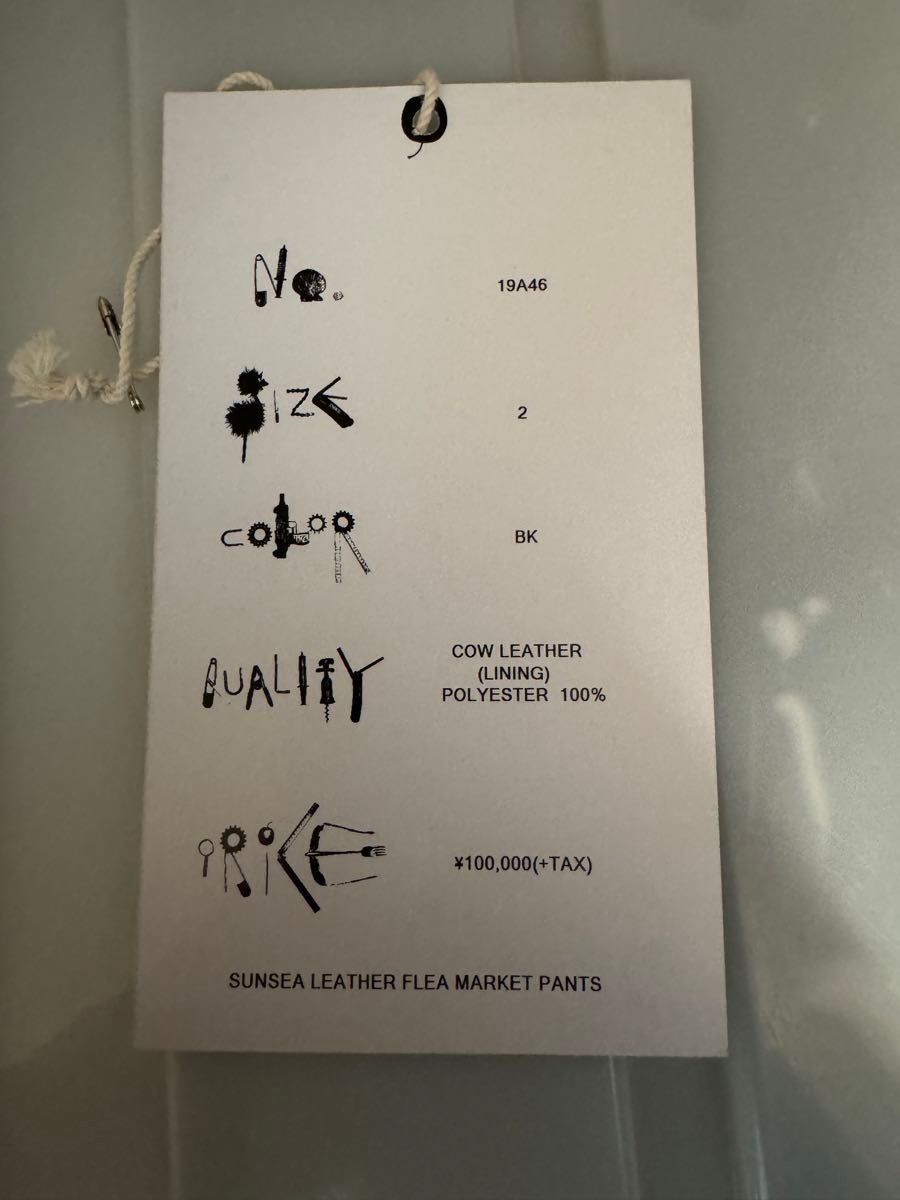 No. 19A46
SIZE 2
COLOR BK
QUALITY COW LEATHER
(LINING)
POLYESTER 100%
PRICE ¥100,000(+TAX)
SUNSEA LEATHER FLEA MARKET PANTS